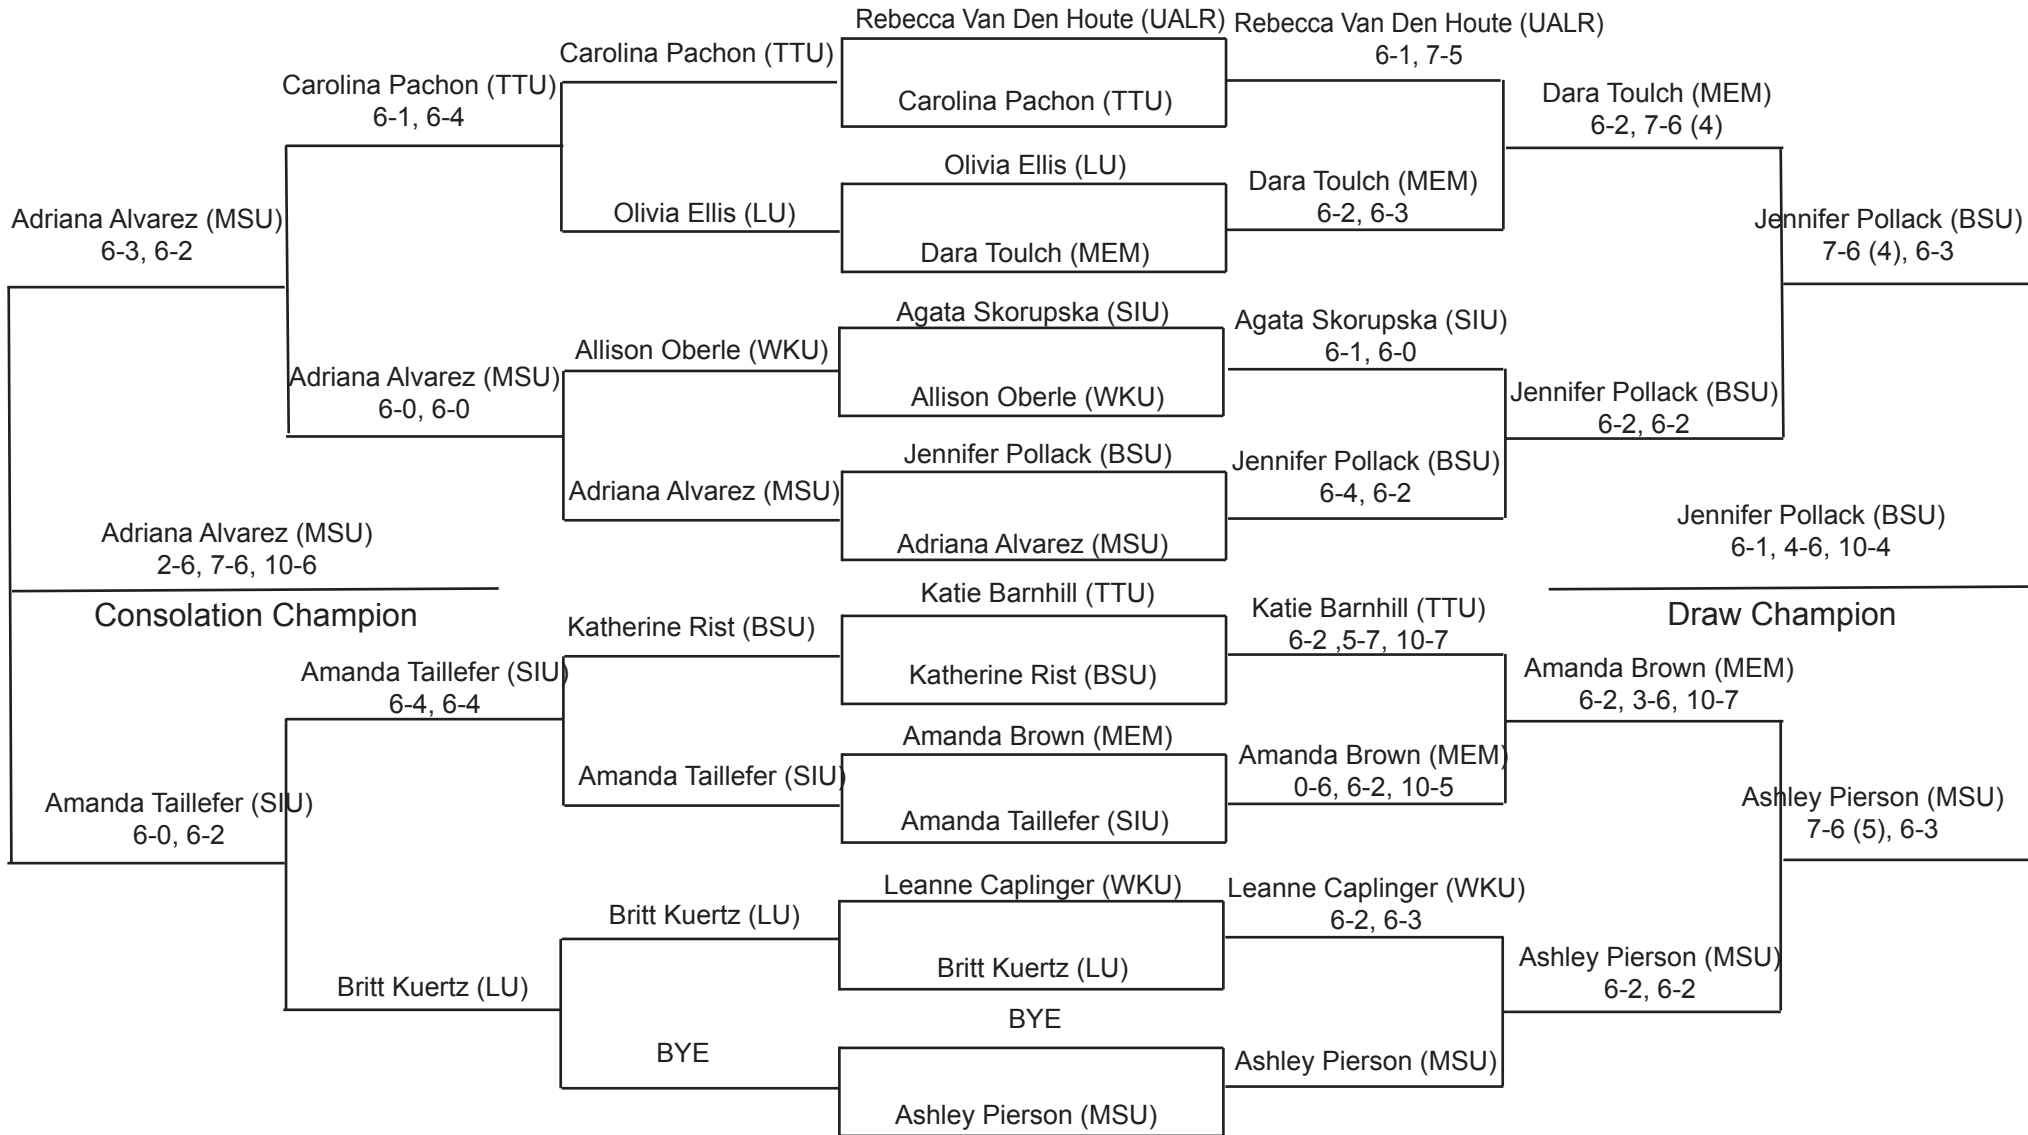 Rebecca Van Den Houte (UALR)
Carolina Pachon (TTU)
Olivia Ellis (LU)
Dara Toulch (MEM)
Agata Skorupska (SIU)
Allison Oberle (WKU)
Jennifer Pollack (BSU)
Adriana Alvarez (MSU)
Katie Barnhill (TTU)
Katherine Rist (BSU)
Amanda Brown (MEM)
Amanda Taillefer (SIU)
Leanne Caplinger (WKU)
Britt Kuertz (LU)
BYE
Ashley Pierson (MSU)
Rebecca Van Den Houte (UALR)
6-1, 7-5
Dara Toulch (MEM)
6-2, 6-3
Agata Skorupska (SIU)
6-1, 6-0
Jennifer Pollack (BSU)
6-4, 6-2
Katie Barnhill (TTU)
6-2 ,5-7, 10-7
Amanda Brown (MEM)
0-6, 6-2, 10-5
Leanne Caplinger (WKU)
6-2, 6-3
Ashley Pierson (MSU)
Dara Toulch (MEM)
6-2, 7-6 (4)
Jennifer Pollack (BSU)
6-2, 6-2
Amanda Brown (MEM)
6-2, 3-6, 10-7
Ashley Pierson (MSU)
6-2, 6-2
Jennifer Pollack (BSU)
7-6 (4), 6-3
Ashley Pierson (MSU)
7-6 (5), 6-3
Jennifer Pollack (BSU)
6-1, 4-6, 10-4
Draw Champion
Carolina Pachon (TTU)
Olivia Ellis (LU)
Allison Oberle (WKU)
Adriana Alvarez (MSU)
Katherine Rist (BSU)
Amanda Taillefer (SIU)
Britt Kuertz (LU)
BYE
Carolina Pachon (TTU)
6-1, 6-4
Adriana Alvarez (MSU)
6-0, 6-0
Amanda Taillefer (SIU)
6-4, 6-4
Britt Kuertz (LU)
Adriana Alvarez (MSU)
6-3, 6-2
Amanda Taillefer (SIU)
6-0, 6-2
Adriana Alvarez (MSU)
2-6, 7-6, 10-6
Consolation Champion